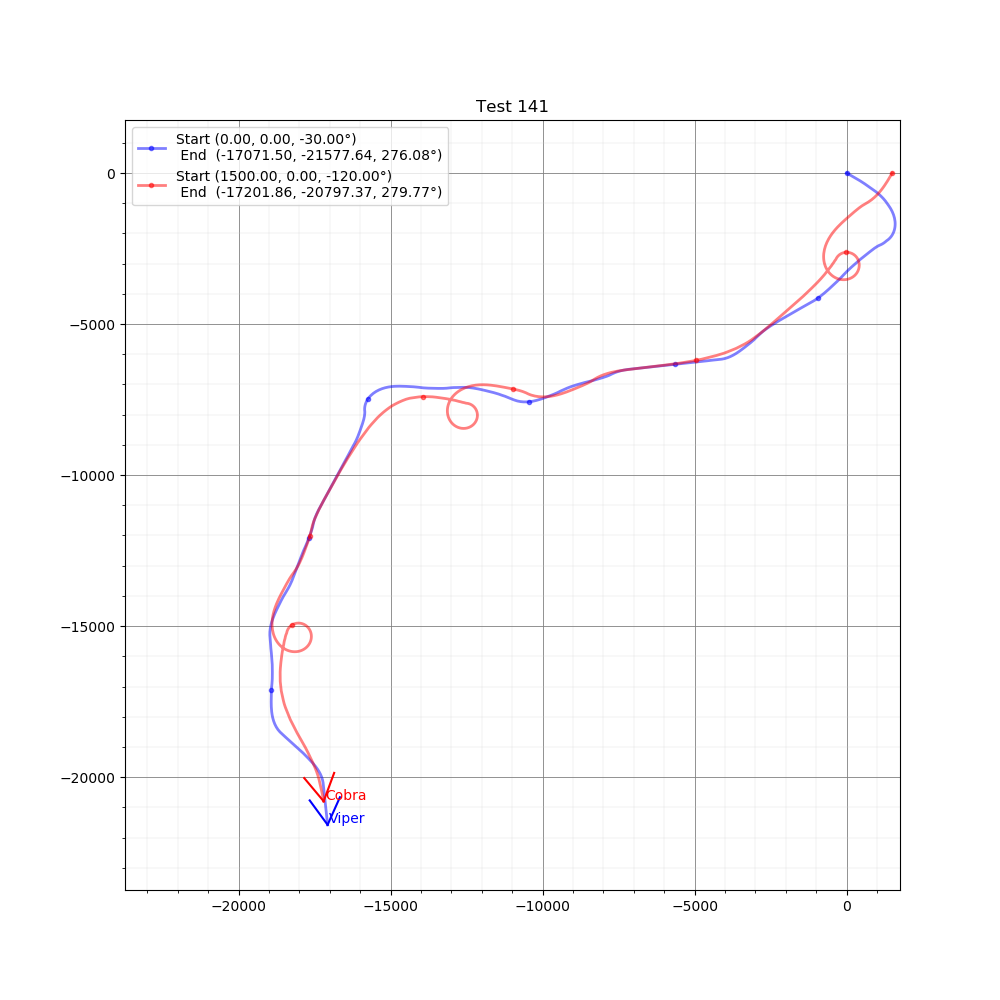 Test 141
Start (0.00, 0.00, -30.00°)
End  (-17071.50, -21577.64, 276.08°)
Start (1500.00, 0.00, -120.00°)
End  (-17201.86, -20797.37, 279.77°)
0
−5000
−10000
−15000
−20000
Cobra
Viper
−20000
−15000
−10000
−5000
0